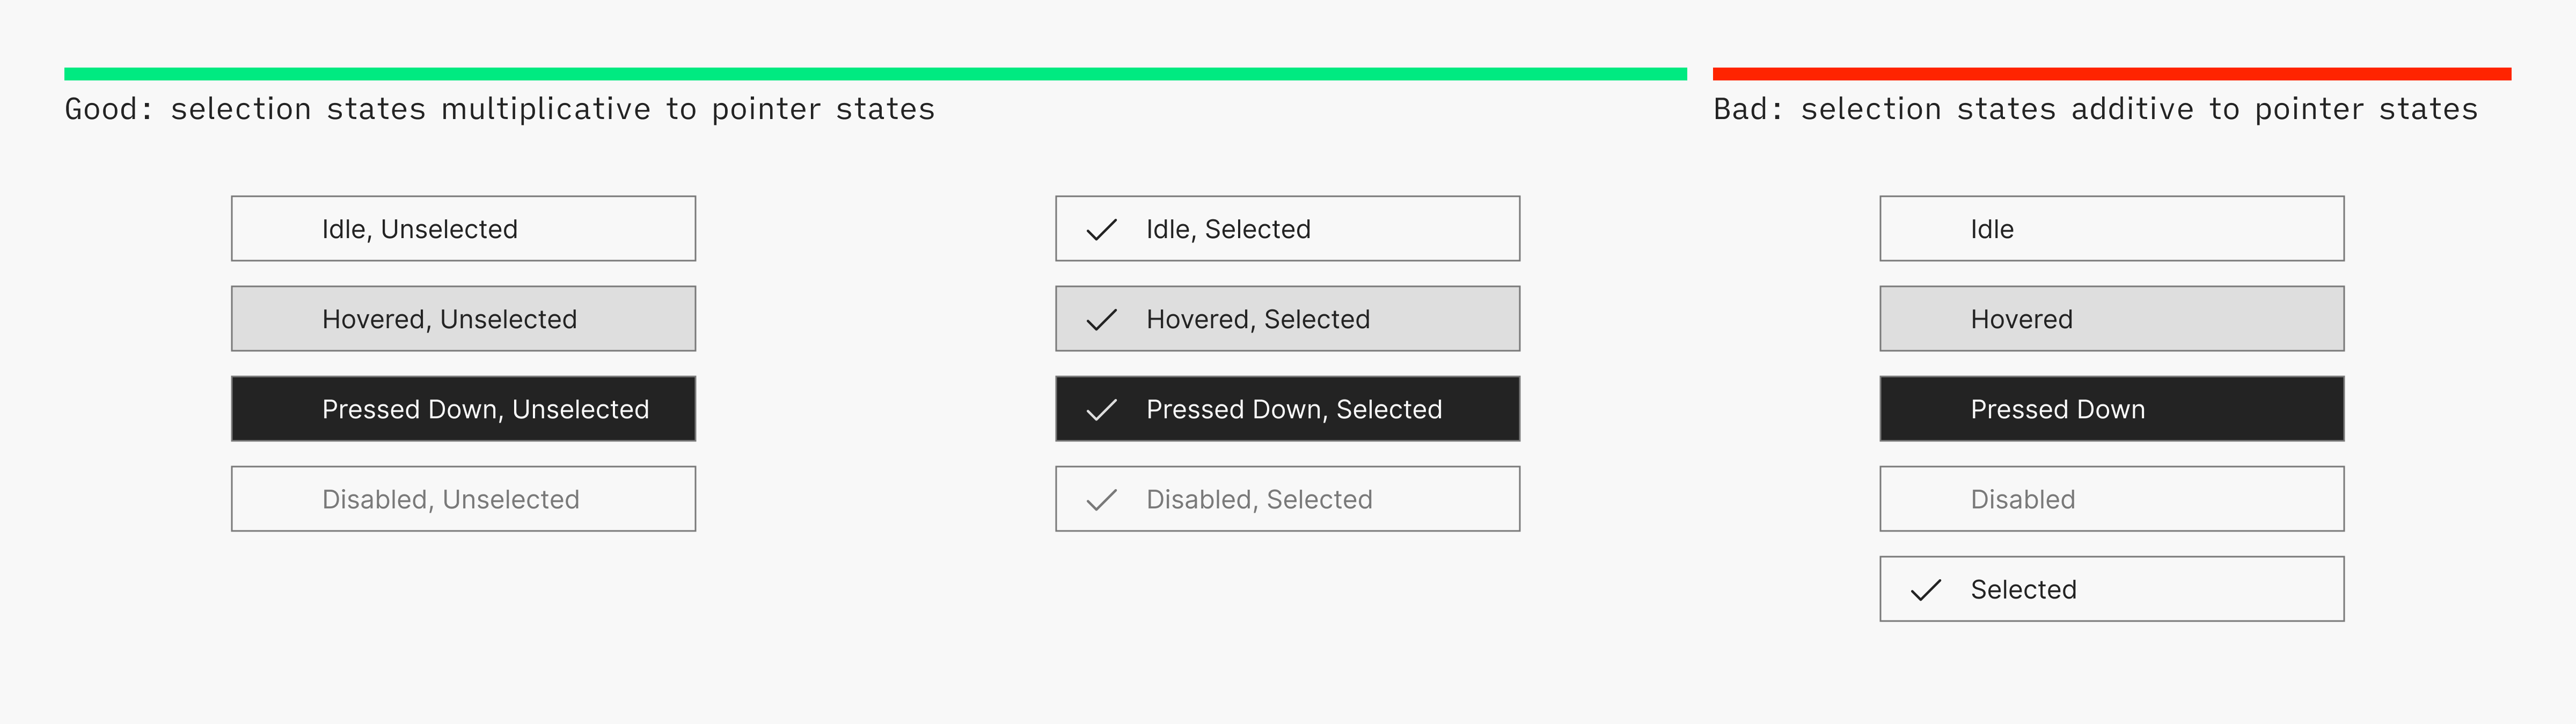 Good: selection states multiplicative to pointer states
Idle, Unselected
Hovered, Unselected
Pressed Down, Unselected
Disabled, Unselected
Idle, Selected
Hovered, Selected
Pressed Down, Selected
Disabled, Selected
Bad: selection states additive to pointer states
Idle
Hovered
Pressed Down
Disabled
Selected